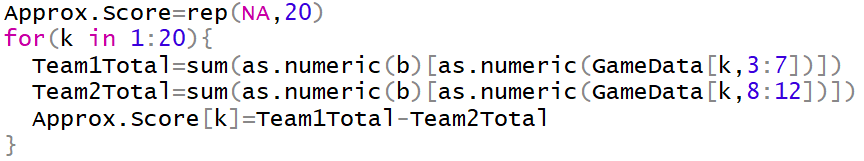 Approx.Score=rep(NA,20)
for(k in 1:20){
  Team1Total=sum(as.numeric(b)[as.numeric(GameData[k,3:7])])
  Team2Total=sum(as.numeric(b)[as.numeric(GameData[k,8:12])])
  Approx.Score[k]=Team1Total-Team2Total
}